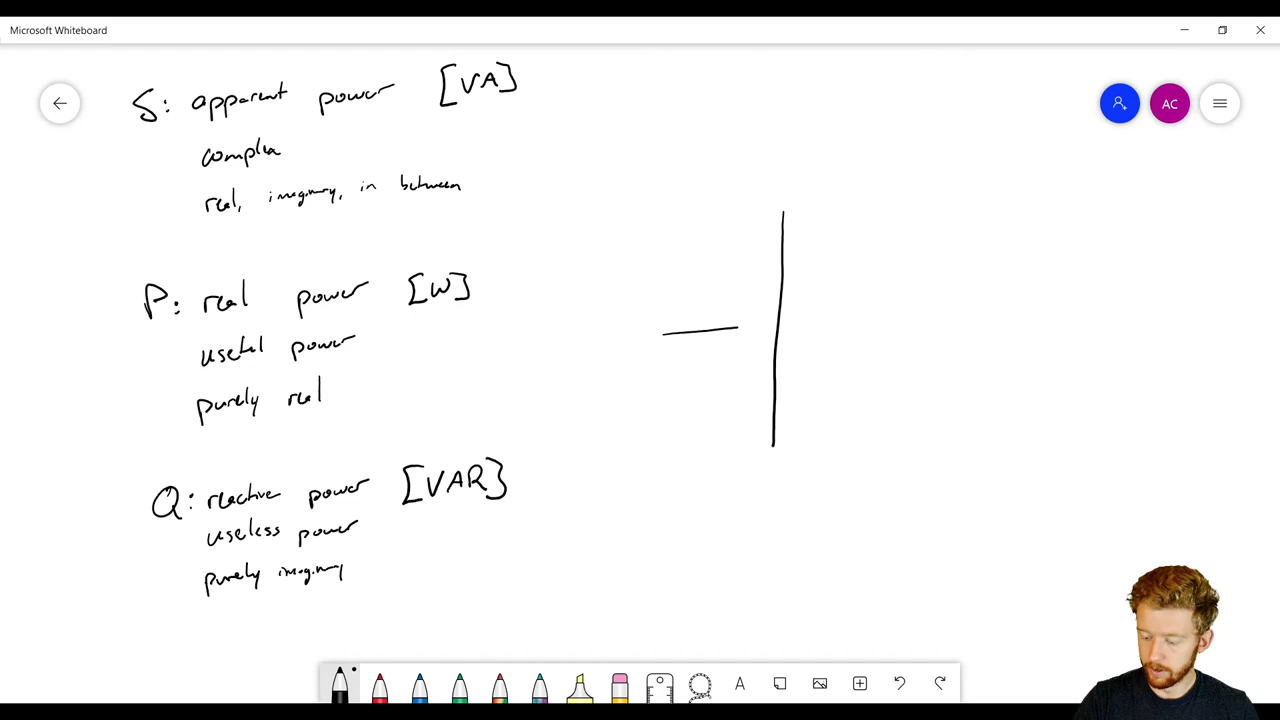 Microsoft Whiteboard
S: apparent power [VA]
complex
real, imaginary, in between
P: real power [W]
useful power
purely real
Q: reactive power [VAR]
useless power
purely imaginary
AC
A